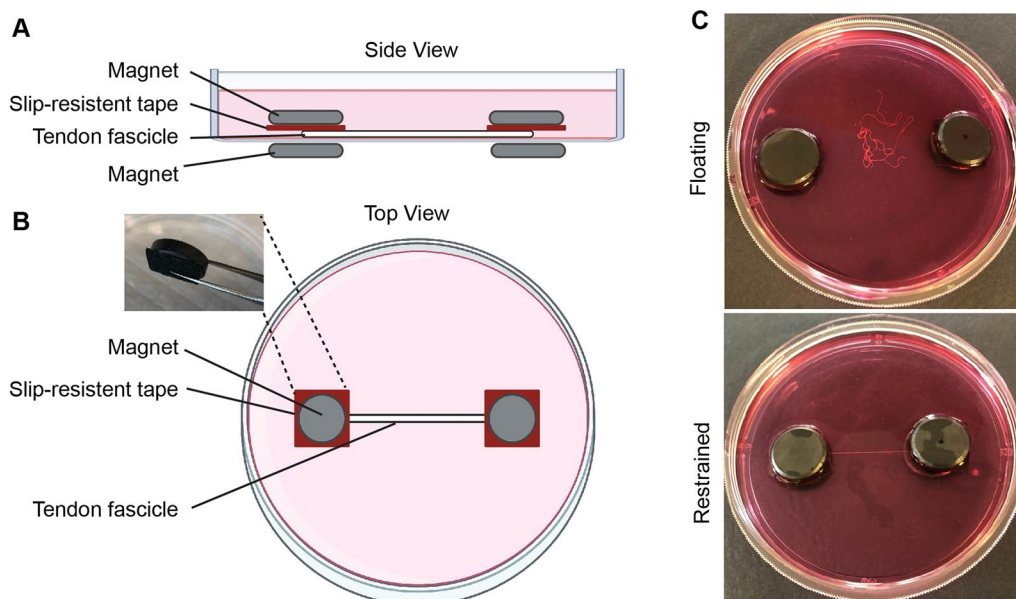 A
Side View
Magnet
Slip-resistent tape
Tendon fascicle
Magnet
B
Top View
Magnet
Slip-resistent tape
Tendon fascicle
C
Floating
Restrained